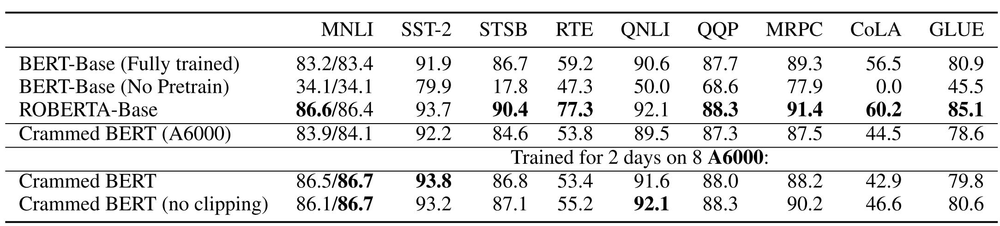 MNLI SST-2 STSB RTE QNLI QQP MRPC CoLA GLUE
BERT-Base (Fully trained) 83.2/83.4 91.9 86.7 59.2 90.6 87.7 89.3 56.5 80.9
BERT-Base (No Pretrain) 34.1/34.1 79.9 17.8 47.3 50.0 68.6 77.9 0.0 45.5
ROBERTA-Base 86.6/86.4 93.7 90.4 77.3 92.1 88.3 91.4 60.2 85.1
Crammed BERT (A6000) 83.9/84.1 92.2 84.6 53.8 89.5 87.3 87.5 44.5 78.6
Trained for 2 days on 8 A6000:
Crammed BERT 86.5/86.7 93.8 86.8 53.4 91.6 88.0 88.2 42.9 79.8
Crammed BERT (no clipping) 86.1/86.7 93.2 87.1 55.2 92.1 88.3 90.2 46.6 80.6